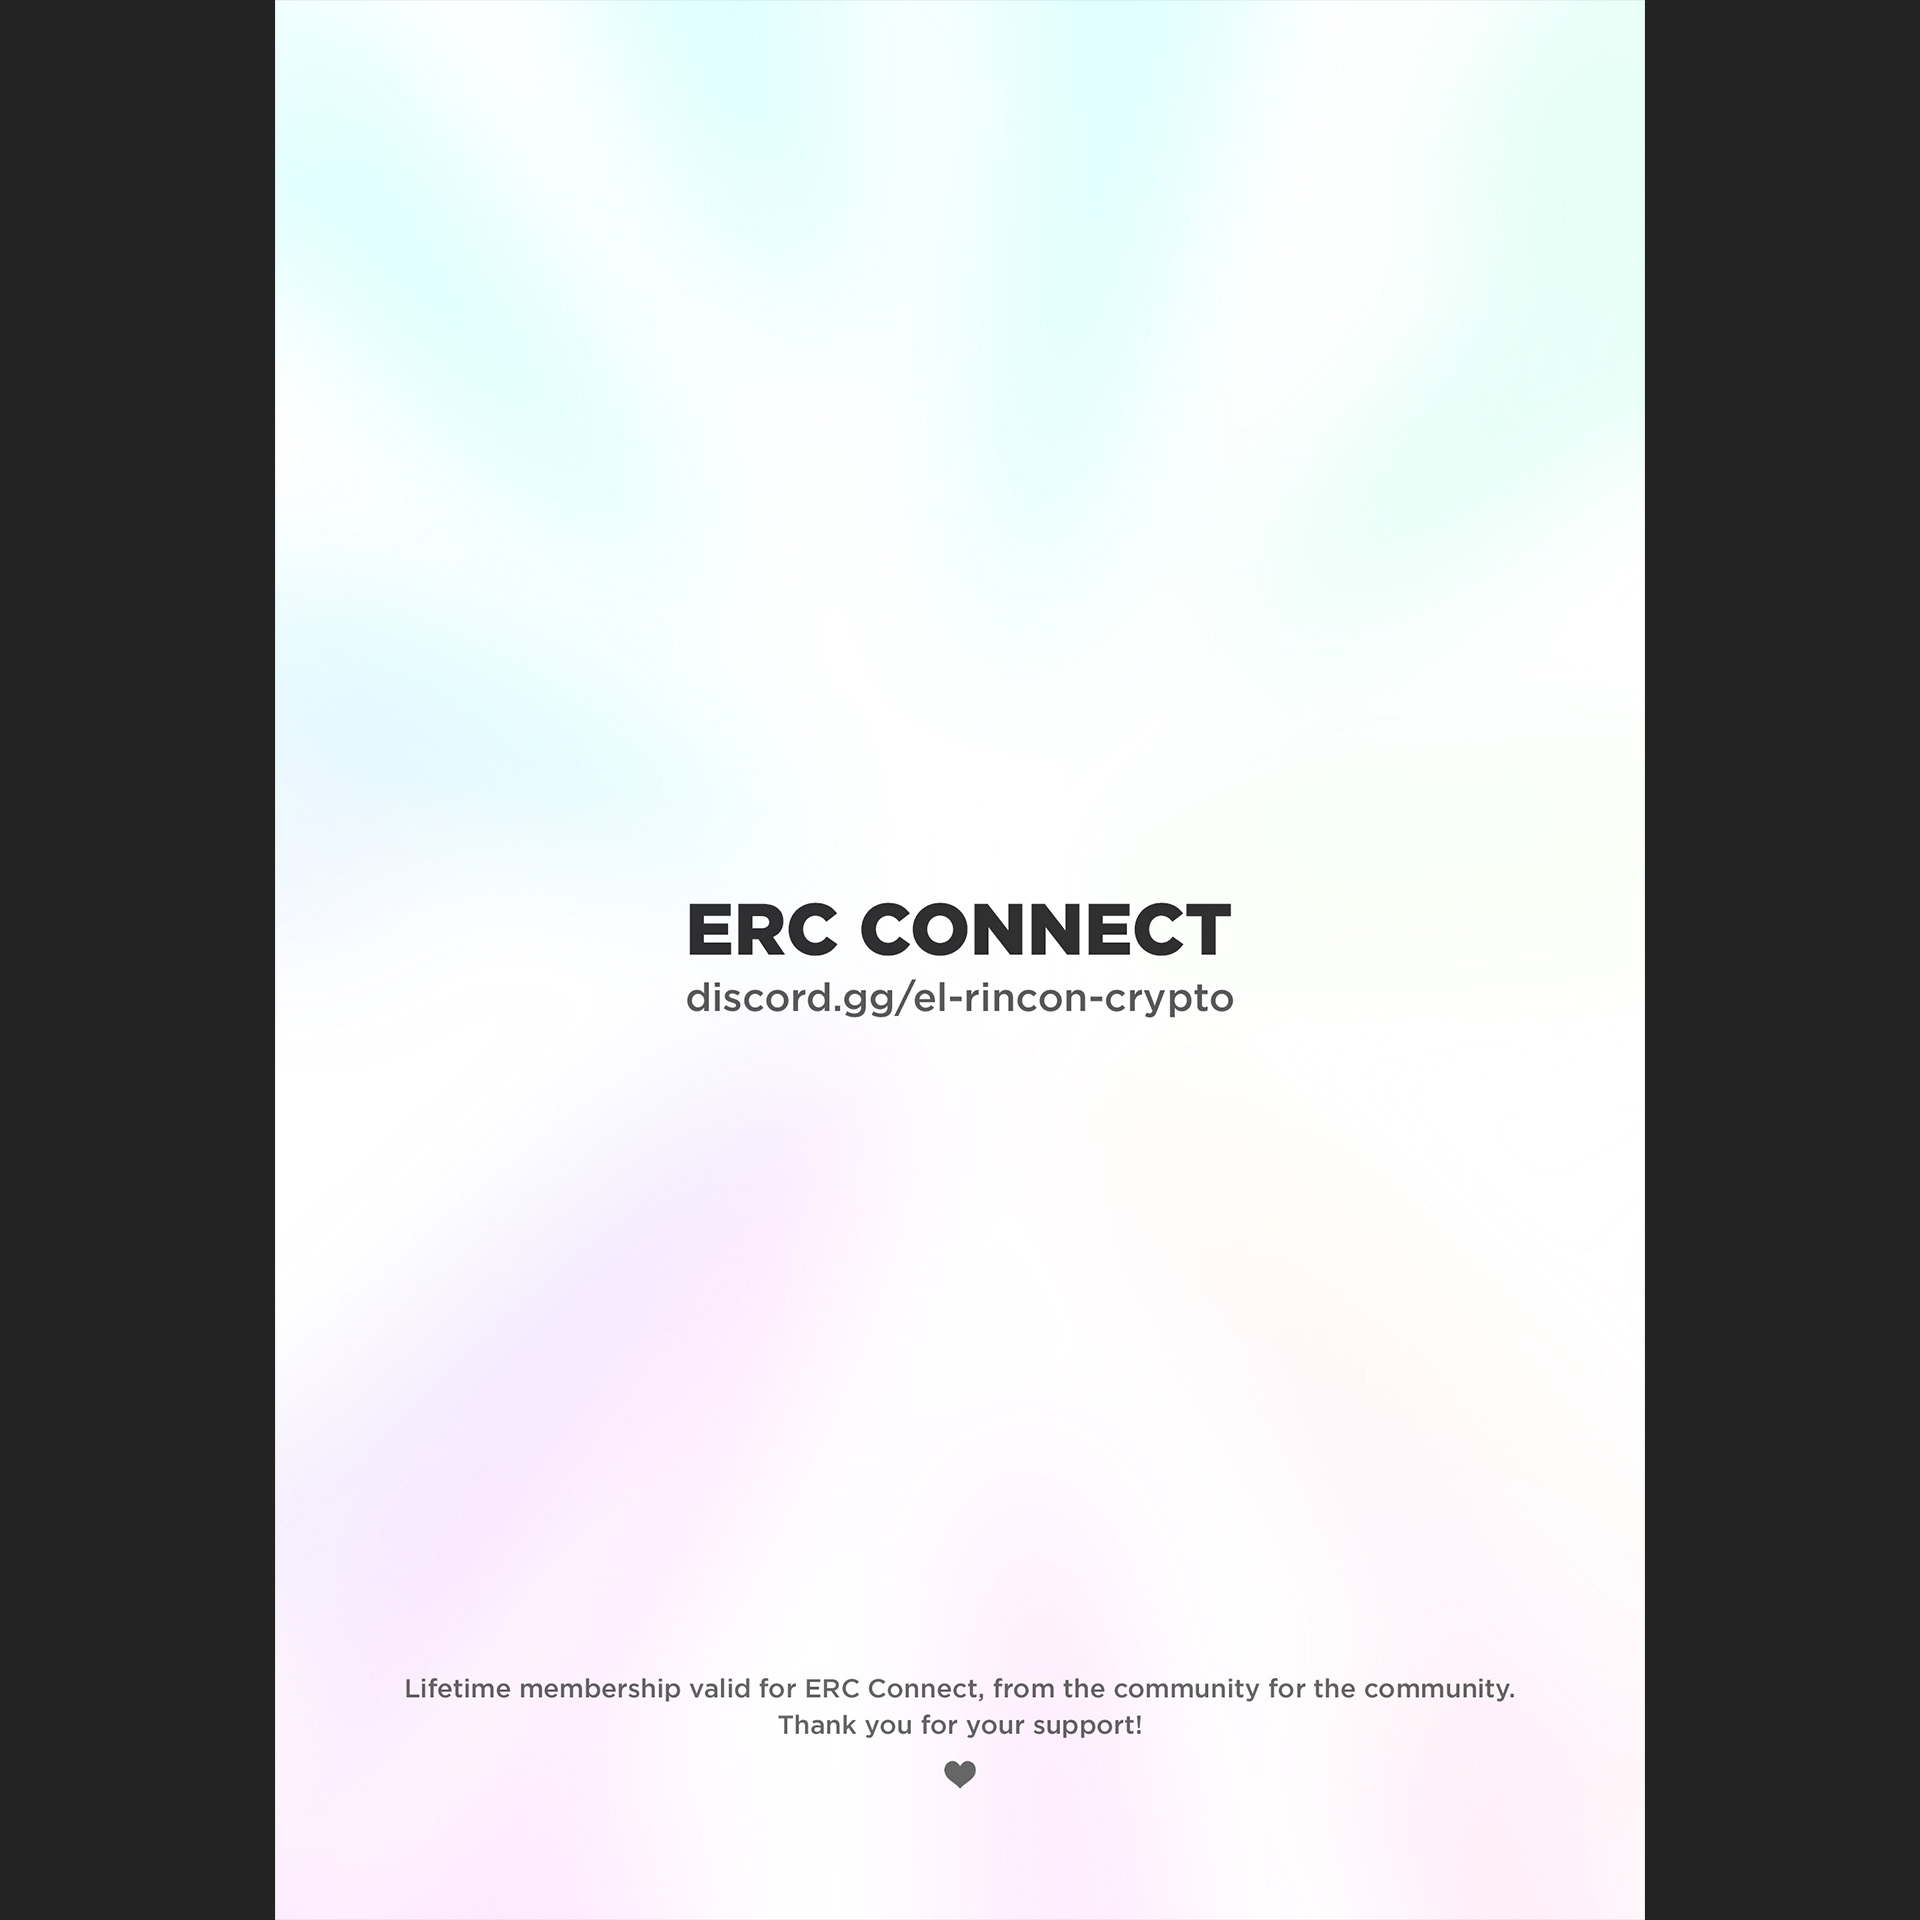 ERC CONNECT
discord.gg/el-rincon-crypto
Lifetime membership valid for ERC Connect, from the community for the community.
Thank you for your support!